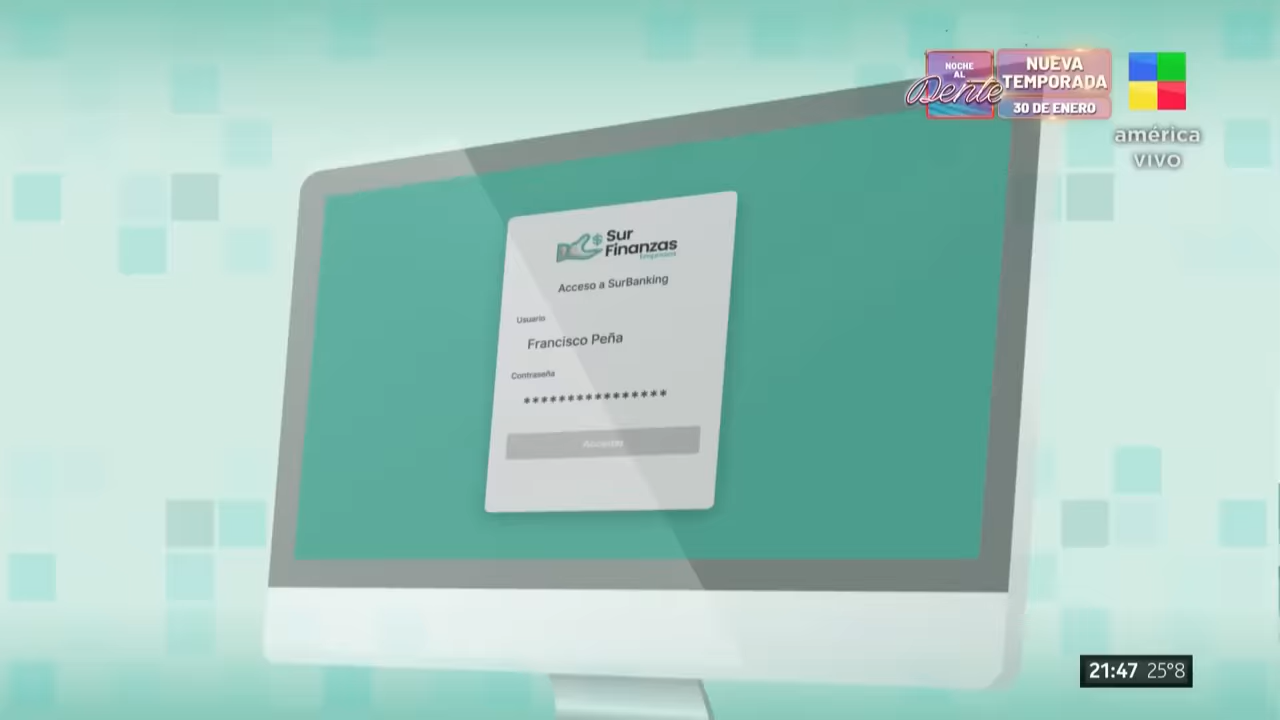 NOCHE
AL
Dente
NUEVA
TEMPORADA
30 DE ENERO
américa
VIVO
Sur
Finanzas
Acceso a SurBanking
Usuario
Francisco Peña
Contraseña
****************
21:47 25°8